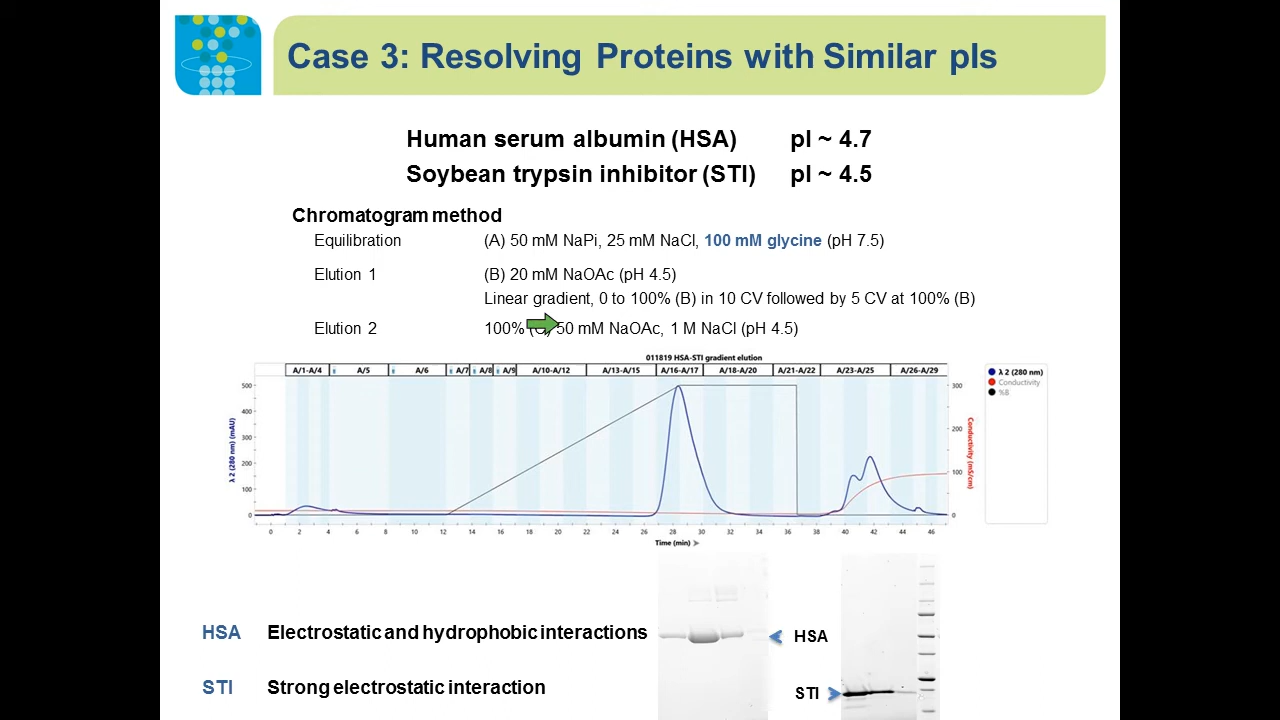 Case 3: Resolving Proteins with Similar pIs
Human serum albumin (HSA) pI ~ 4.7
Soybean trypsin inhibitor (STI) pI ~ 4.5
Chromatogram method
Equilibration (A) 50 mM NaPi, 25 mM NaCl, 100 mM glycine (pH 7.5)
Elution 1 (B) 20 mM NaOAc (pH 4.5)
Linear gradient, 0 to 100% (B) in 10 CV followed by 5 CV at 100% (B)
Elution 2 100% (C) 50 mM NaOAc, 1 M NaCl (pH 4.5)
011819 HSA-STI gradient elution
A/1-A/4 A/5 A/6 A/7 A/8 A/9 A/10-A/12 A/13-A/15 A/16-A/17 A/18-A/20 A/21-A/22 A/23-A/25 A/26-A/29
λ 2 (280 nm)
Conductivity
%B
λ 2 (280 nm) (mAU)
500
400
300
200
100
0
300
200
100
0
Conductivity (mS/cm)
0 2 4 6 8 10 12 14 16 18 20 22 24 26 28 30 32 34 36 38 40 42 44 46
Time (min)
HSA Electrostatic and hydrophobic interactions
HSA
STI Strong electrostatic interaction
STI